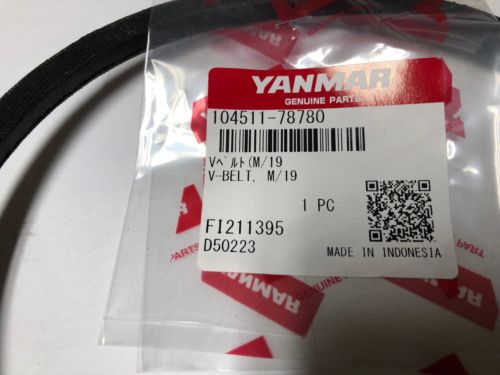 YANMAR
GENUINE PARTS
104511-78780
Vベルト(M/19
V-BELT, M/19
1 PC
FI211395
D50223
MADE IN INDONESIA